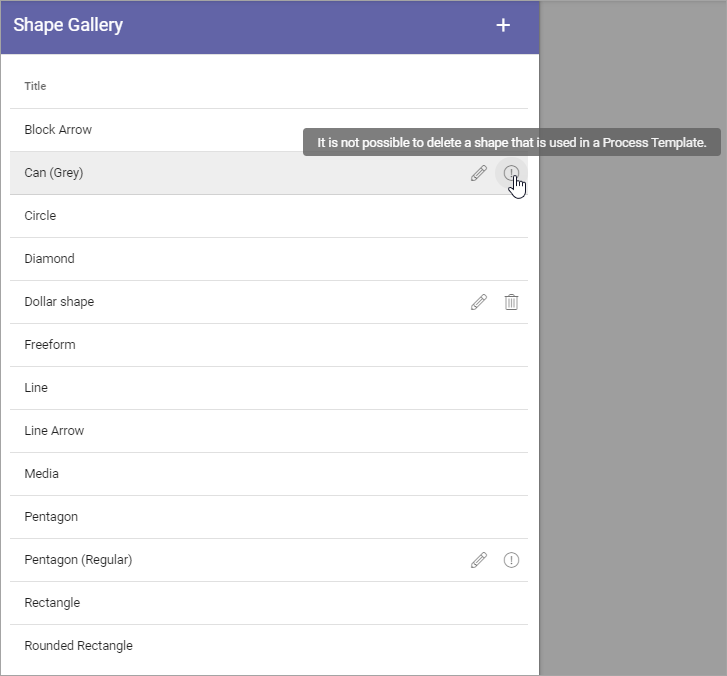 Shape Gallery
Title
Block Arrow
It is not possible to delete a shape that is used in a Process Template.
Can (Grey)
Circle
Diamond
Dollar shape
Freeform
Line
Line Arrow
Media
Pentagon
Pentagon (Regular)
Rectangle
Rounded Rectangle